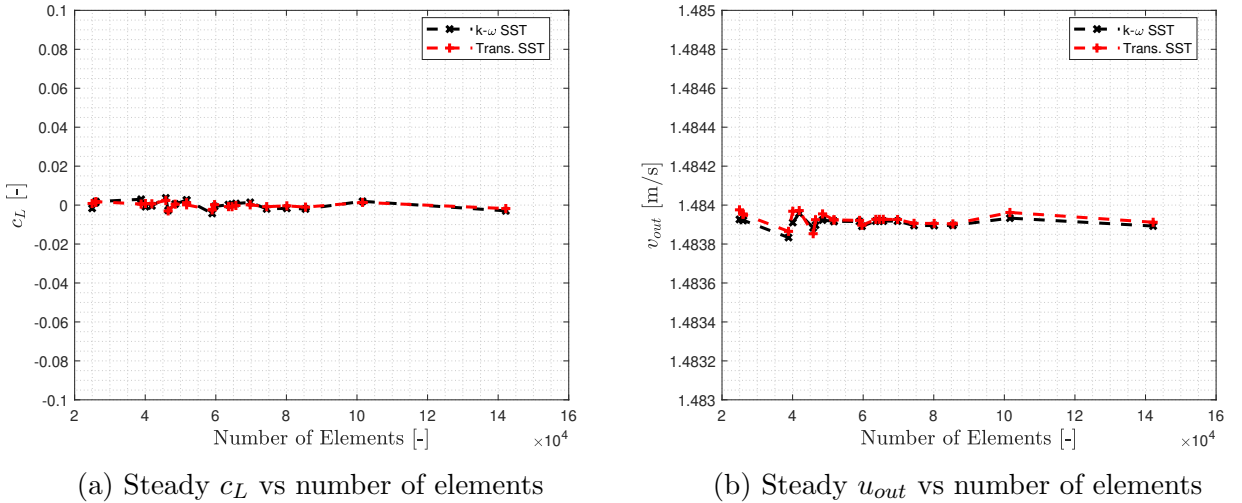 0.1
0.08
0.06
0.04
0.02
0
-0.02
-0.04
-0.06
-0.08
-0.1
c_L [-]
2 4 6 8 10 12 14 16
Number of Elements [-]
×10^4
k-ω SST
Trans. SST
(a) Steady c_L vs number of elements
1.485
1.4848
1.4846
1.4844
1.4842
1.484
1.4838
1.4836
1.4834
1.4832
1.483
v_out [m/s]
2 4 6 8 10 12 14 16
Number of Elements [-]
×10^4
k-ω SST
Trans. SST
(b) Steady u_out vs number of elements